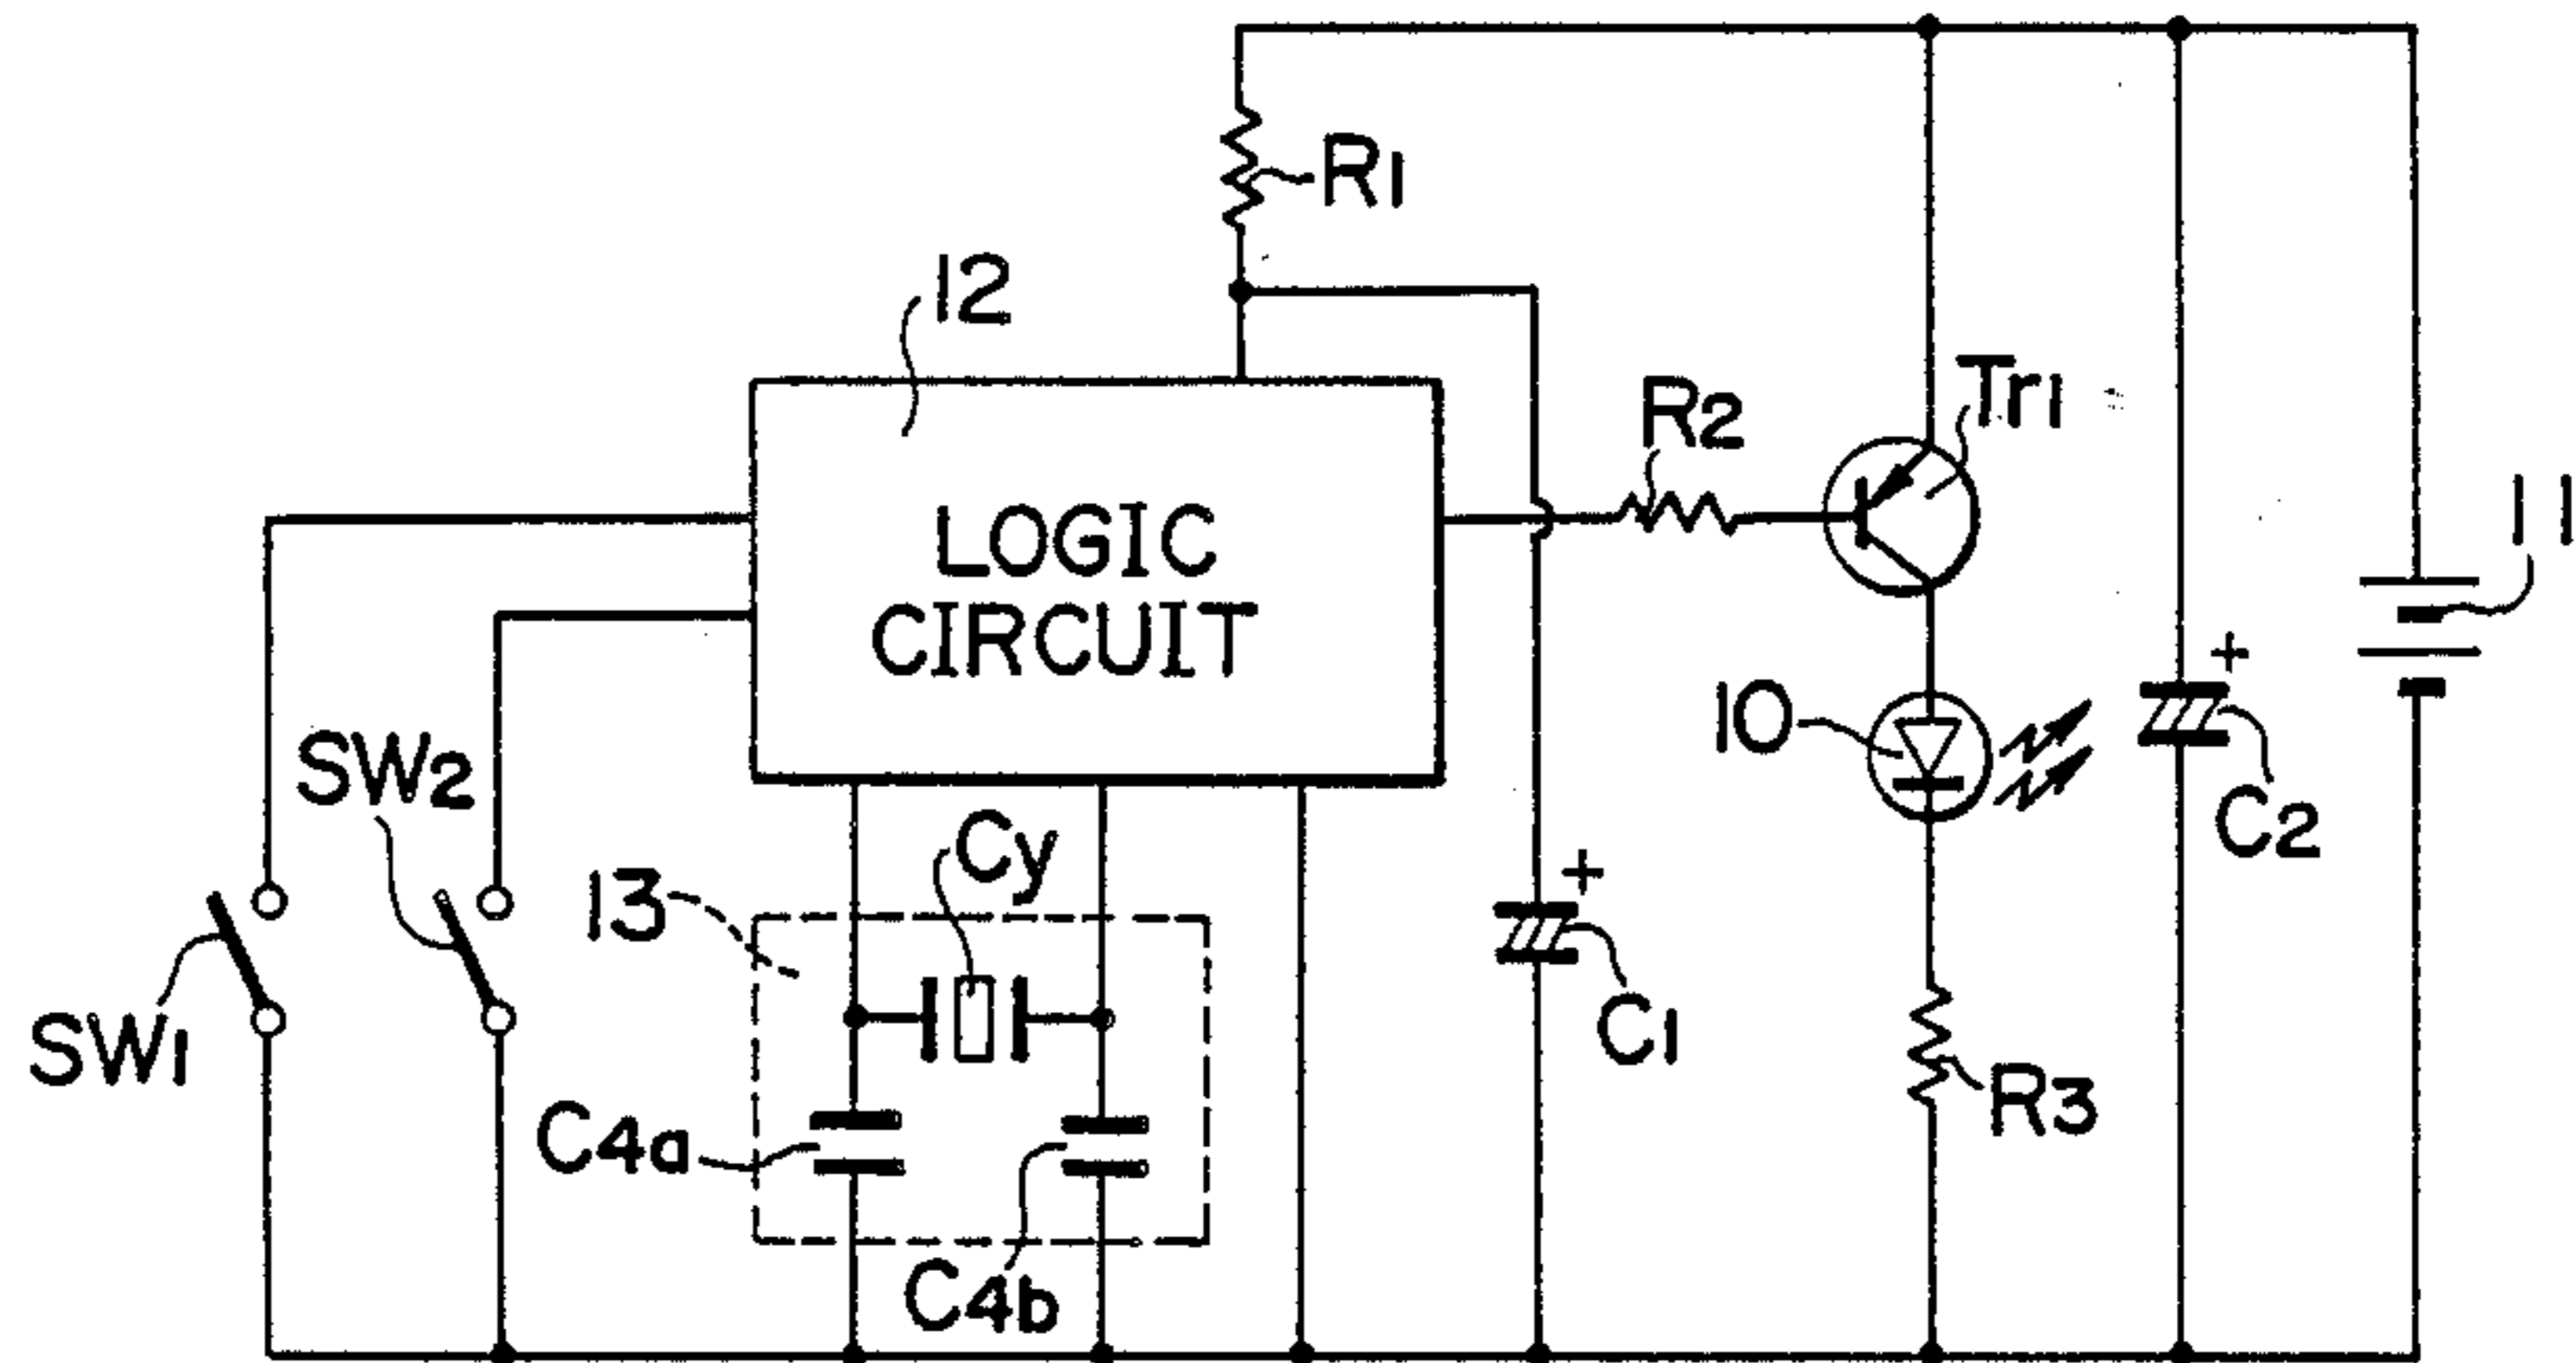 R1
12
Tr1
R2
11
LOGIC
CIRCUIT
+
10
SW2
C2
Cy
13
+
C1
SW1
R3
C4a
C4b